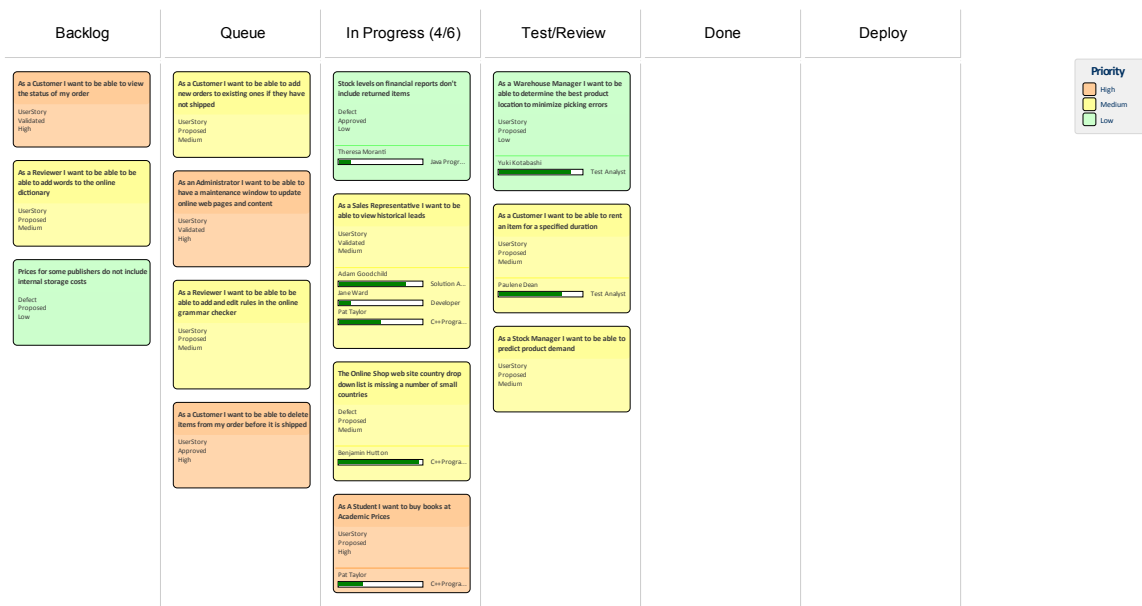 Backlog
Queue
In Progress (4/6)
Test/Review
Done
Deploy
As a Customer I want to be able to view
the status of my order
UserStory
Validated
High
As a Reviewer I want to be able to be
able to add words to the online
dictionary
UserStory
Proposed
Medium
Prices for some publishers do not include
internal storage costs
Defect
Proposed
Low
As a Customer I want to be able to add
new orders to existing ones if they have
not shipped
UserStory
Proposed
Medium
As an Administrator I want to be able to
have a maintenance window to update
online web pages and content
UserStory
Validated
High
As a Reviewer I want to be able to be
able to add and edit rules in the online
grammar checker
UserStory
Proposed
Medium
As a Customer I want to be able to delete
items from my order before it is shipped
UserStory
Approved
High
Stock levels on financial reports don't
include returned items
Defect
Approved
Low
Theresa Moranti
Java Progr...
As a Sales Representative I want to be
able to view historical leads
UserStory
Validated
Medium
Adam Goodchild
Solution A...
Jane Ward
Developer
Pat Taylor
C++ Progra...
The Online Shop web site country drop
down list is missing a number of small
countries
Defect
Proposed
Medium
Benjamin Hutton
C++ Progra...
As A Student I want to buy books at
Academic Prices
UserStory
Proposed
High
Pat Taylor
C++ Progra...
As a Warehouse Manager I want to be
able to determine the best product
location to minimize picking errors
UserStory
Proposed
Low
Yuki Kotabashi
Test Analyst
As a Customer I want to be able to rent
an item for a specified duration
UserStory
Proposed
Medium
Paulene Dean
Test Analyst
As a Stock Manager I want to be able to
predict product demand
UserStory
Proposed
Medium
Priority
High
Medium
Low